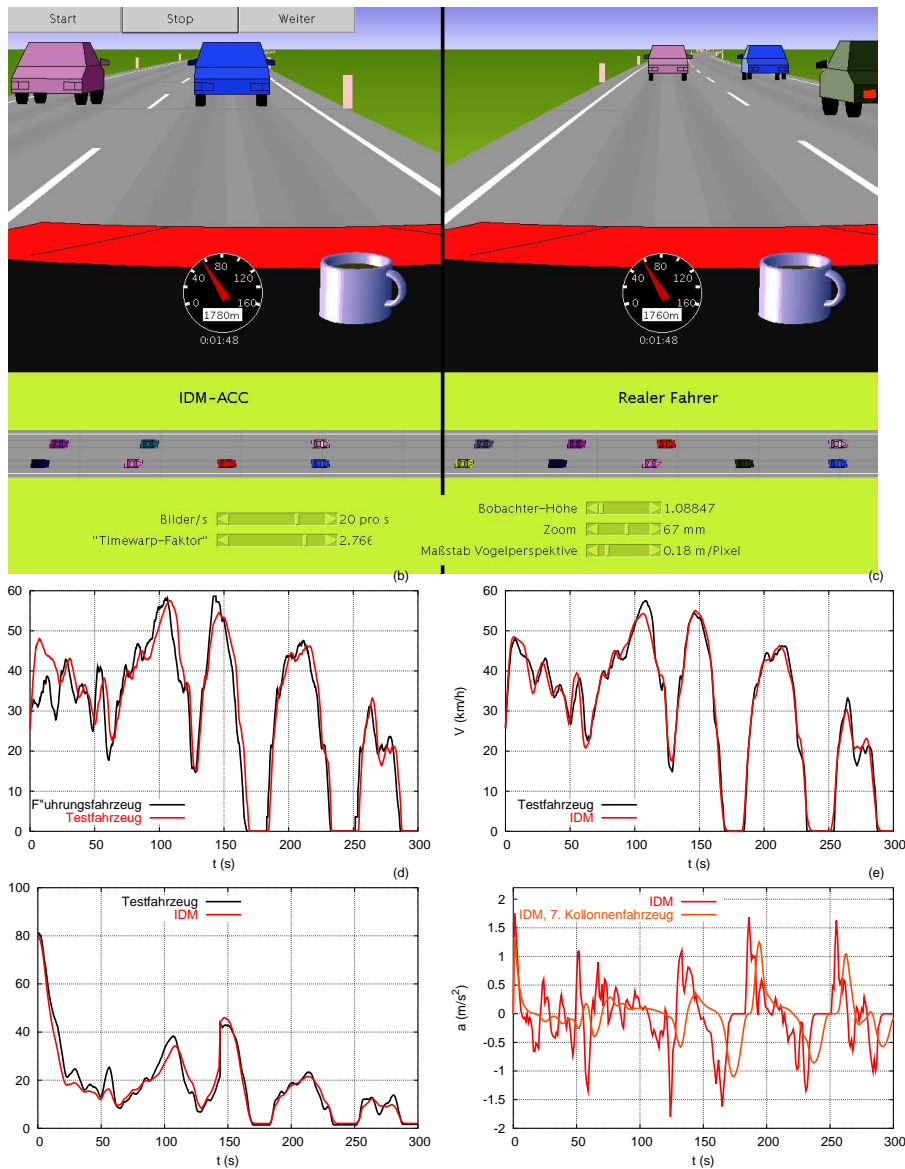 Start Stop Weiter
0 40 80 120 160
1780m
0:01:48
0 40 80 120 160
1760m
0:01:48
IDM-ACC
Realer Fahrer
Bilder/s 20 pro s
"Timewarp-Faktor" 2.766
Bobachter-Höhe 1.08847
Zoom 67 mm
Maßstab Vogelperspektive 0.18 m/Pixel
(b)
60
50
40
30
20
10
0
0 50 100 150 200 250 300
t (s)
F"uhrungsfahrzeug
Testfahrzeug
(c)
V (km/h)
60
50
40
30
20
10
0
0 50 100 150 200 250 300
t (s)
Testfahrzeug
IDM
(d)
100
80
60
40
20
0
0 50 100 150 200 250 300
t (s)
Testfahrzeug
IDM
(e)
a (m/s²)
2
1.5
1
0.5
0
-0.5
-1
-1.5
-2
0 50 100 150 200 250 300
t (s)
IDM
IDM, 7. Kollonnenfahrzeug